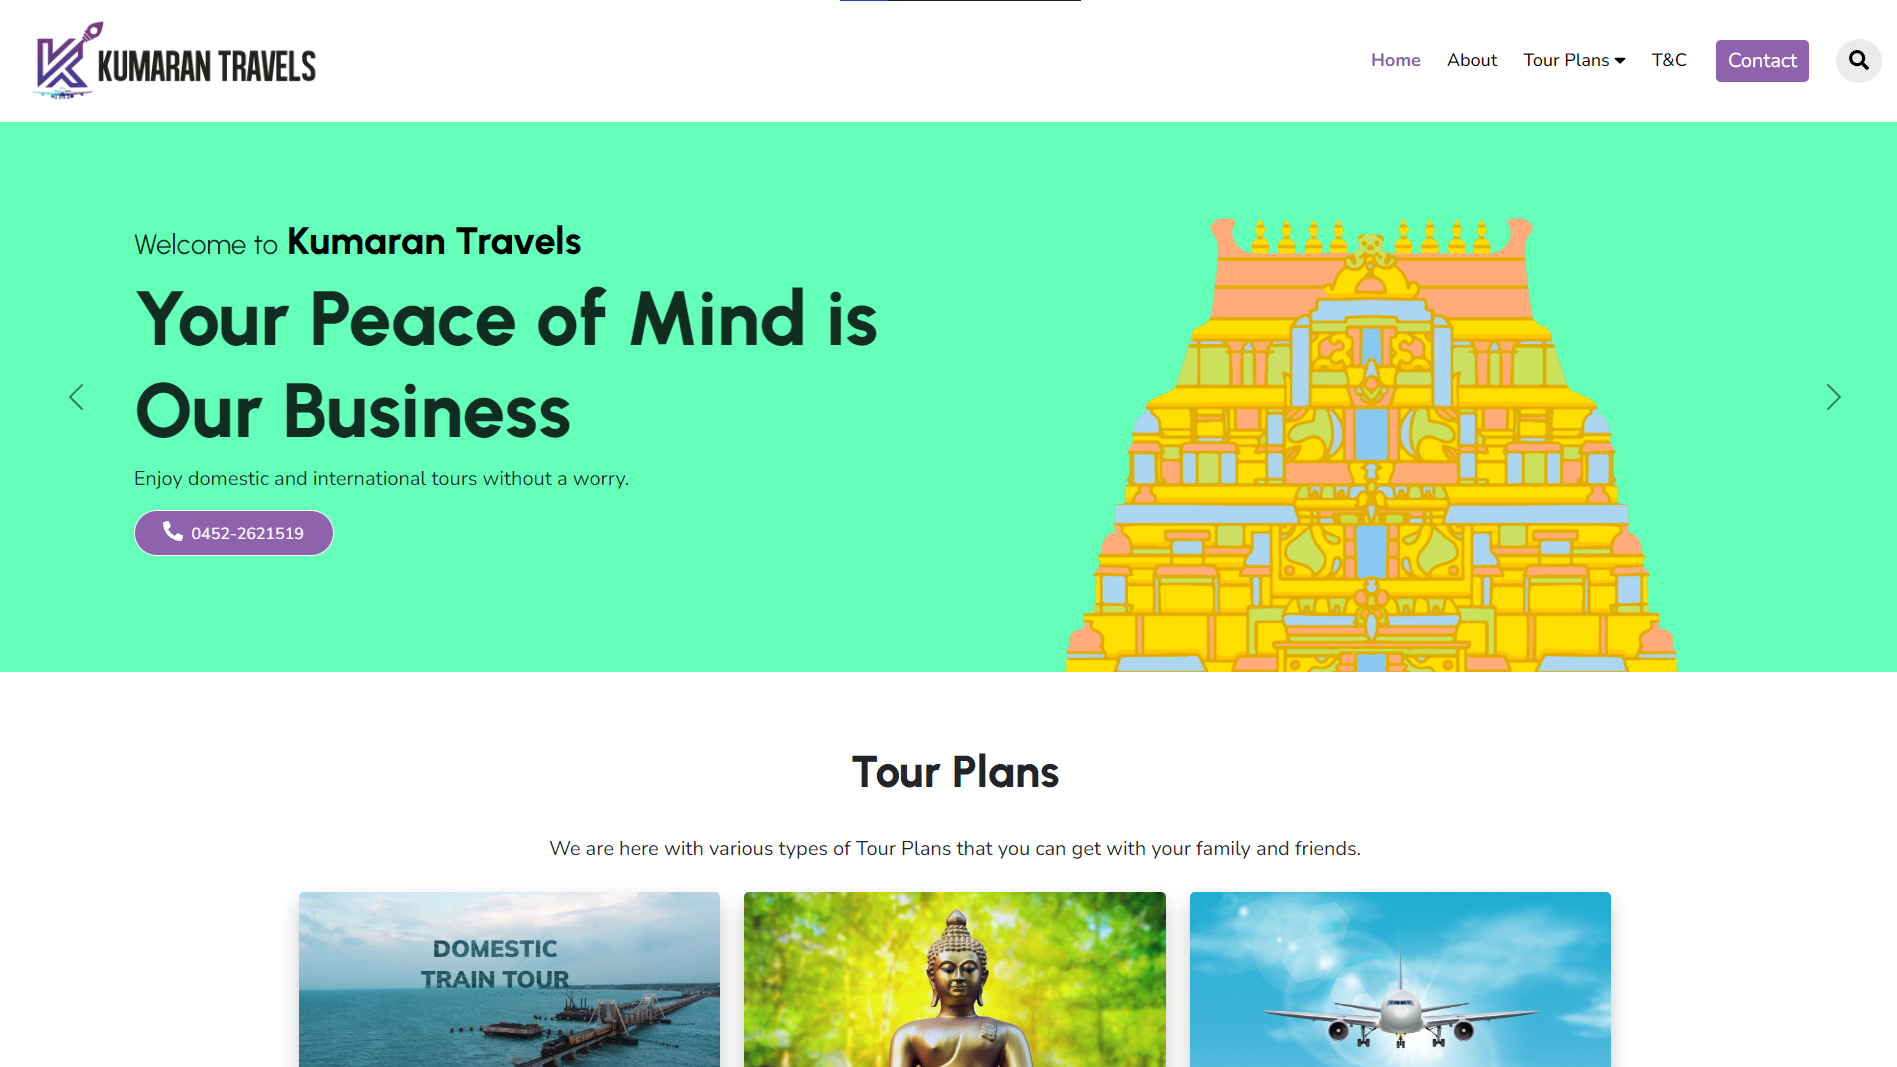 KUMARAN TRAVELS
Home About Tour Plans T&C Contact
Welcome to Kumaran Travels
Your Peace of Mind is
Our Business
Enjoy domestic and international tours without a worry.
0452-2621519
Tour Plans
We are here with various types of Tour Plans that you can get with your family and friends.
DOMESTIC
TRAIN TOUR